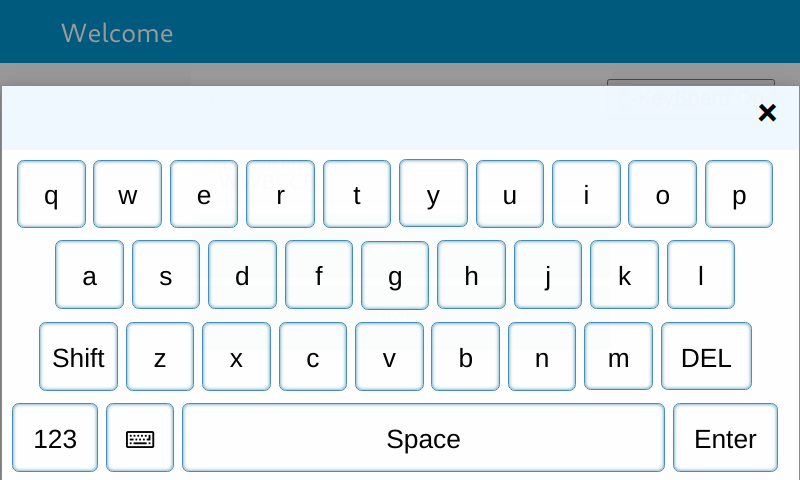 Welcome
×
q w e r t y u i o p
a s d f g h j k l
Shift z x c v b n m DEL
123 Space Enter